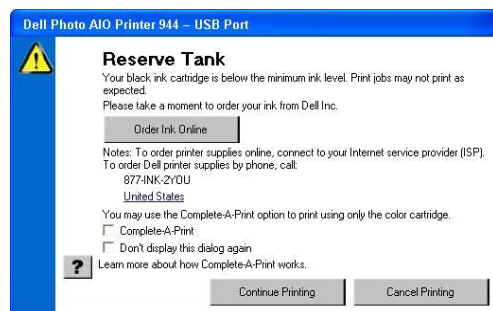 Dell Photo AIO Printer 944 – USB Port
Reserve Tank
Your black ink cartridge is below the minimum ink level. Print jobs may not print as
expected.
Please take a moment to order your ink from Dell Inc.
Order Ink Online
Notes: To order printer supplies online, connect to your Internet service provider (ISP).
To order Dell printer supplies by phone, call:
877-INK-2YOU
United States
You may use the Complete-A-Print option to print using only the color cartridge.
Complete-A-Print
Don't display this dialog again
? Learn more about how Complete-A-Print works.
Continue Printing Cancel Printing